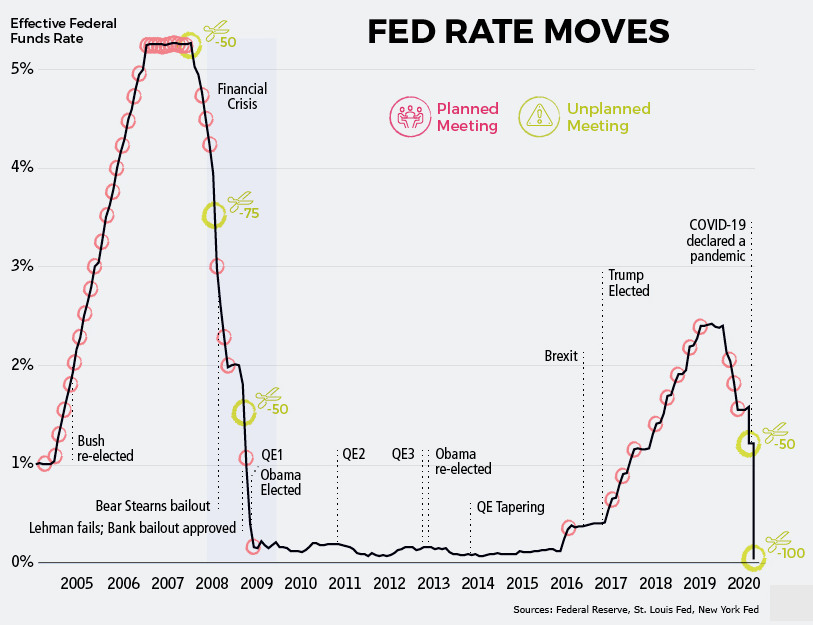 FED RATE MOVES
Effective Federal
Funds Rate
-50
5%
Financial
Crisis
Planned
Meeting
Unplanned
Meeting
4%
-75
COVID-19
declared a
pandemic
3%
Trump
Elected
Brexit
2%
-50
-50
Bush
re-elected
QE1
Obama
Elected
QE2
QE3
Obama
re-elected
1%
Bear Stearns bailout
QE Tapering
Lehman fails; Bank bailout approved
-100
0%
2005 2006 2007 2008 2009 2010 2011 2012 2013 2014 2015 2016 2017 2018 2019 2020
Sources: Federal Reserve, St. Louis Fed, New York Fed